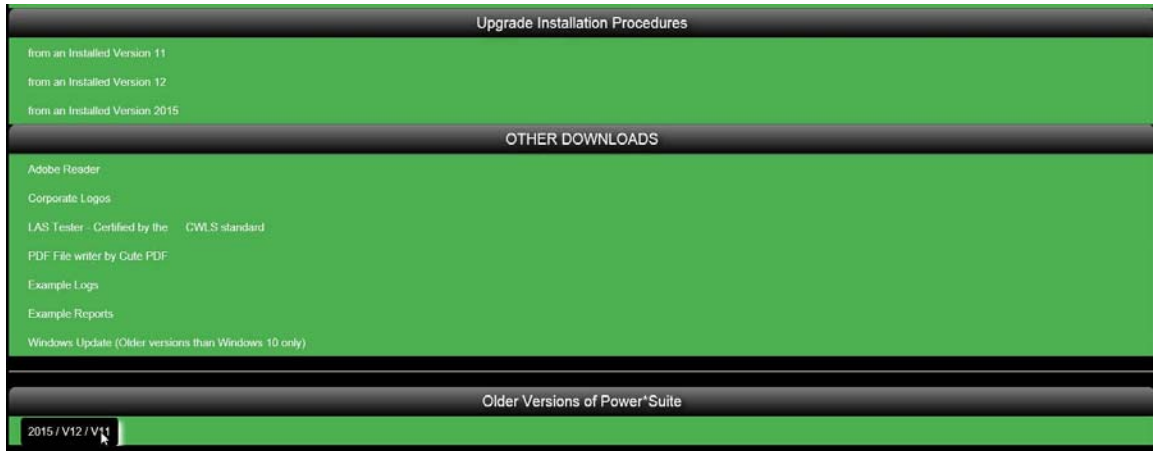 Upgrade Installation Procedures
from an Installed Version 11
from an Installed Version 12
from an Installed Version 2015
OTHER DOWNLOADS
Adobe Reader
Corporate Logos
LAS Tester - Certified by the CWLS standard
PDF File writer by Cute PDF
Example Logs
Example Reports
Windows Update (Older versions than Windows 10 only)
Older Versions of Power*Suite
2015 / V12 / V11